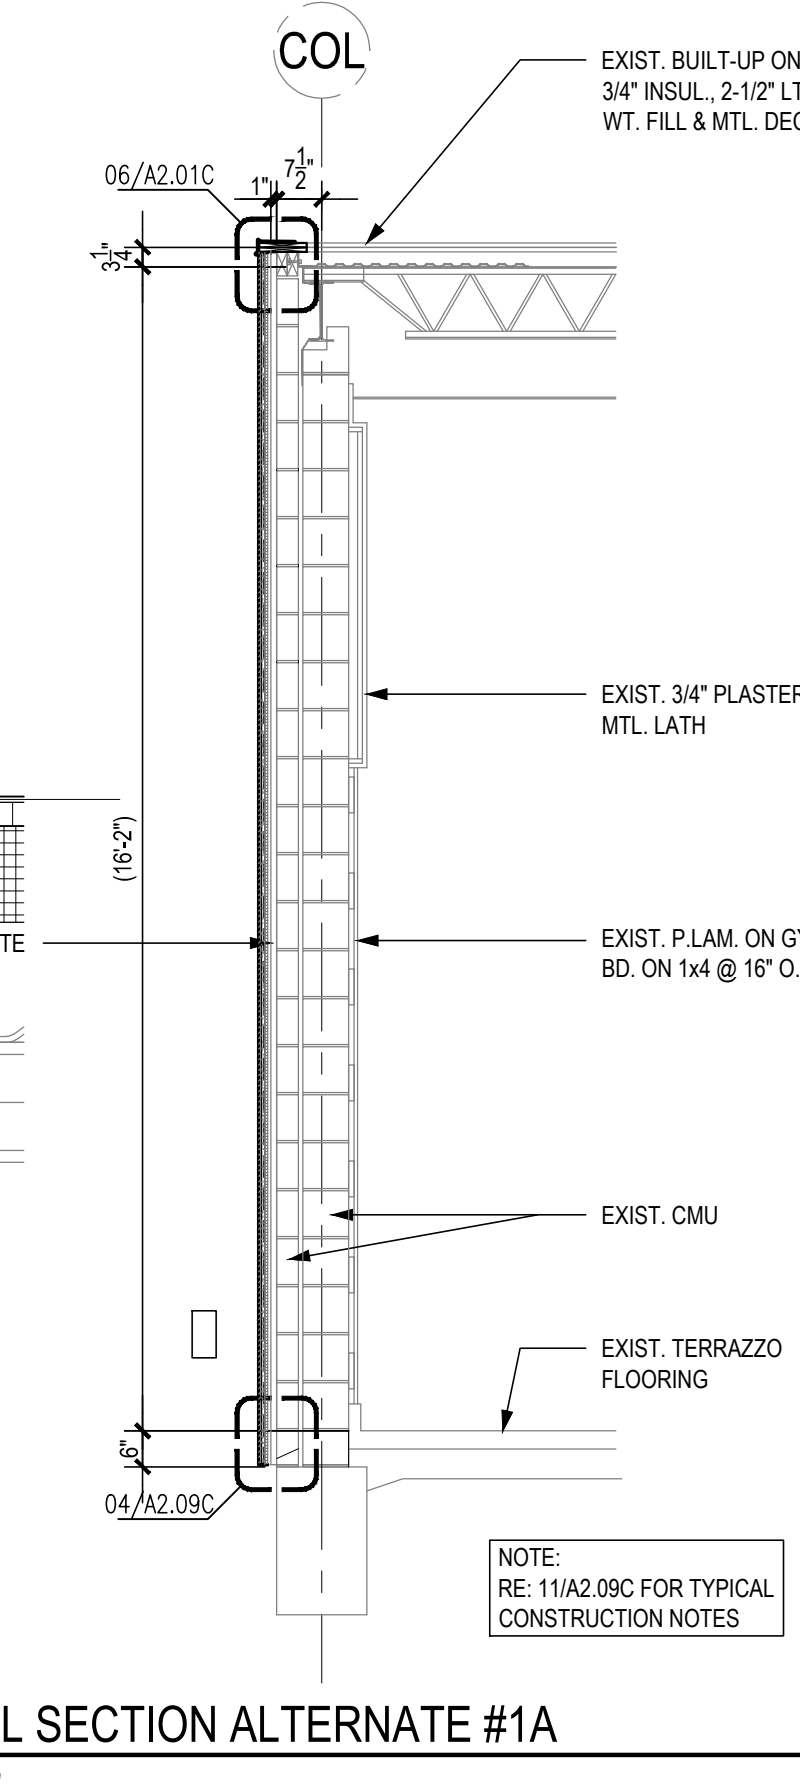 COL
EXIST. BUILT-UP ON
3/4" INSUL., 2-1/2" LT
WT. FILL & MTL. DEC
06/A2.01C
1"
7 1/2"
3 1/4"
EXIST. 3/4" PLASTER
MTL. LATH
(16'-2")
TE
EXIST. P.LAM. ON GY
BD. ON 1x4 @ 16" O.
EXIST. CMU
EXIST. TERRAZZO
FLOORING
6"
04/A2.09C
NOTE:
RE: 11/A2.09C FOR TYPICAL
CONSTRUCTION NOTES
L SECTION ALTERNATE #1A